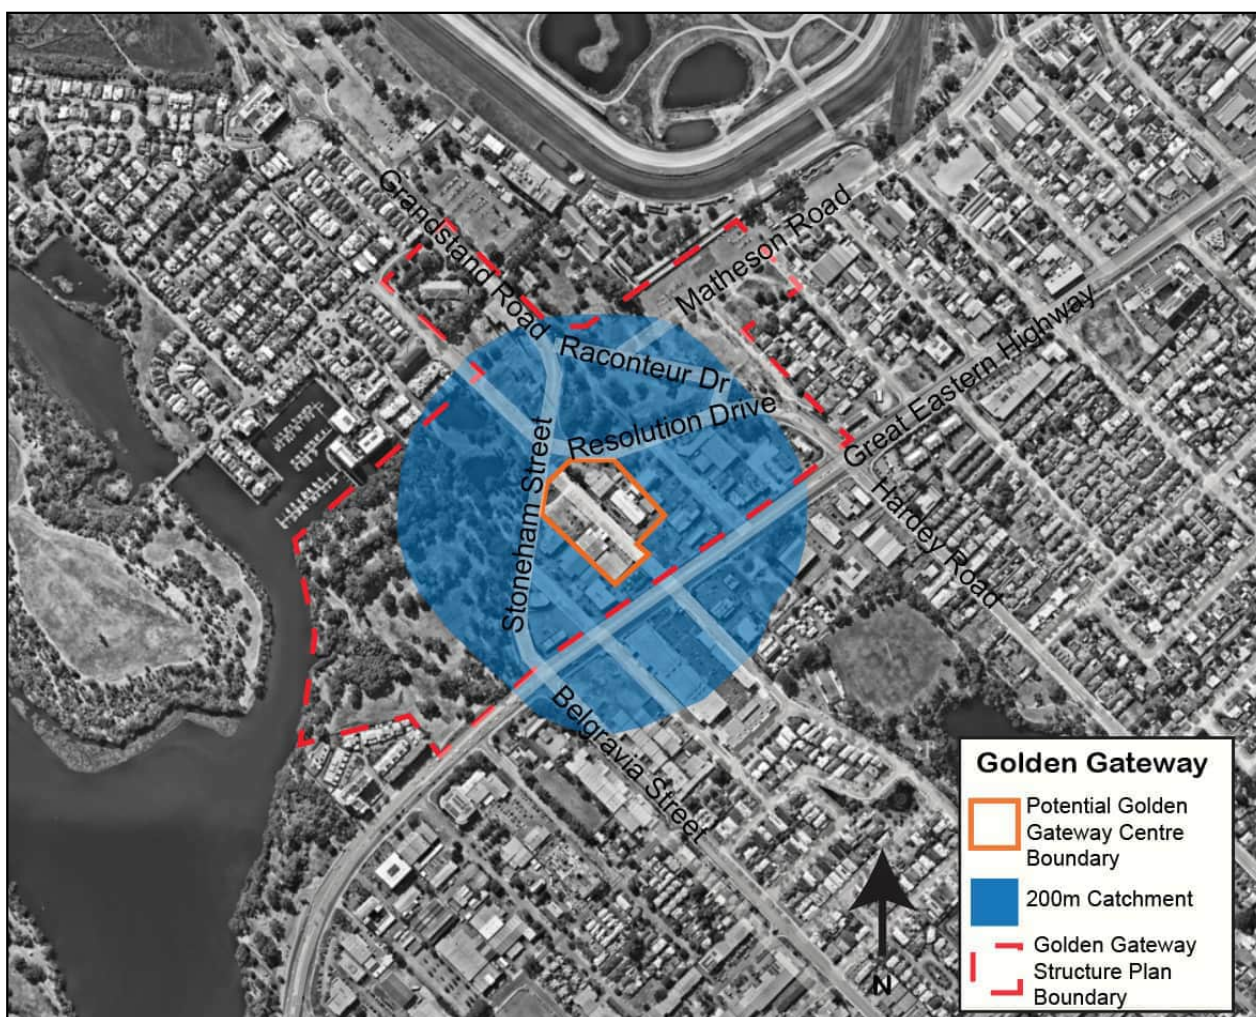 Grandstand Road
Matheson Road
Raconteur Dr
Great Eastern Highway
Resolution Drive
Stoneham Street
Hardey Road
Belgravia Street
Golden Gateway
Potential Golden
Gateway Centre
Boundary
200m Catchment
Golden Gateway
Structure Plan
Boundary
N